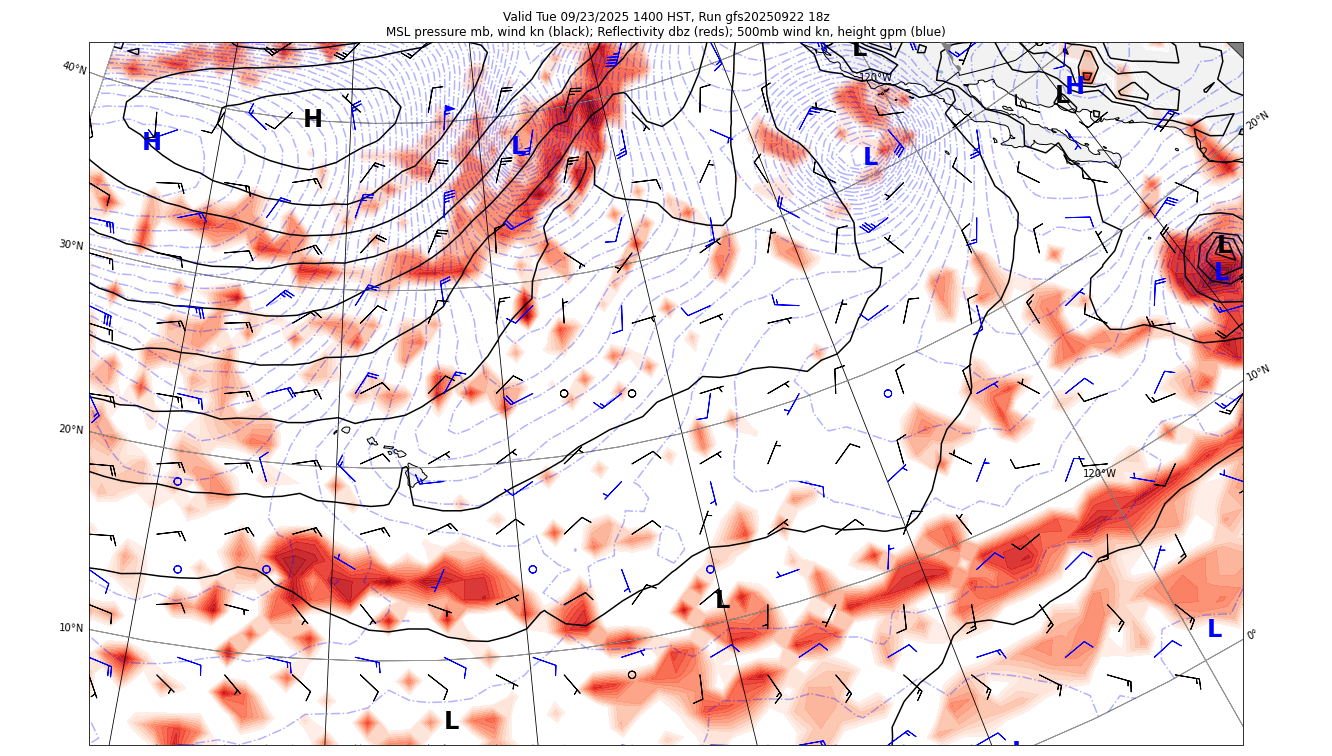 Valid Tue 09/23/2025 1400 HST, Run gfs20250922 18z
MSL pressure mb, wind kn (black); Reflectivity dbz (reds); 500mb wind kn, height gpm (blue)
L
40°N
120°W
H
L
20°N
H
H
L
L
30°N
L
L
10°N
20°N
120°W
L
10°N
L
0°
L